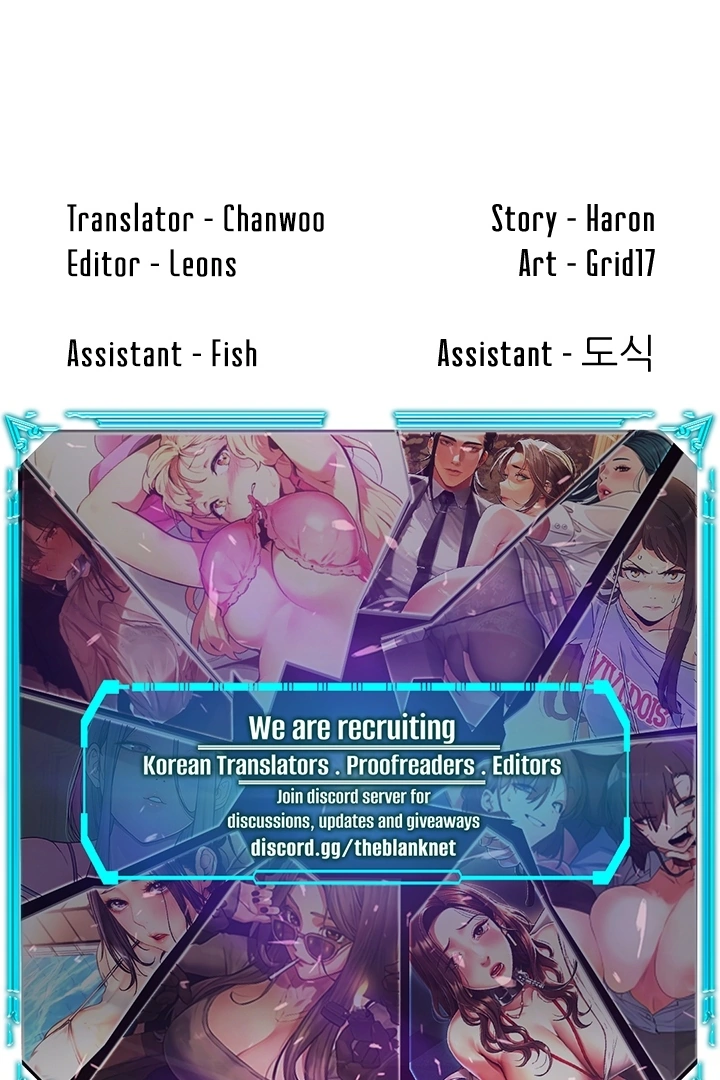 Translator - Chanwoo
Editor - Leons
Assistant - Fish
Story - Haron
Art - Grid17
Assistant - 도식
We are recruiting
Korean Translators . Proofreaders . Editors
Join discord server for
discussions, updates and giveaways
discord.gg/theblanknet